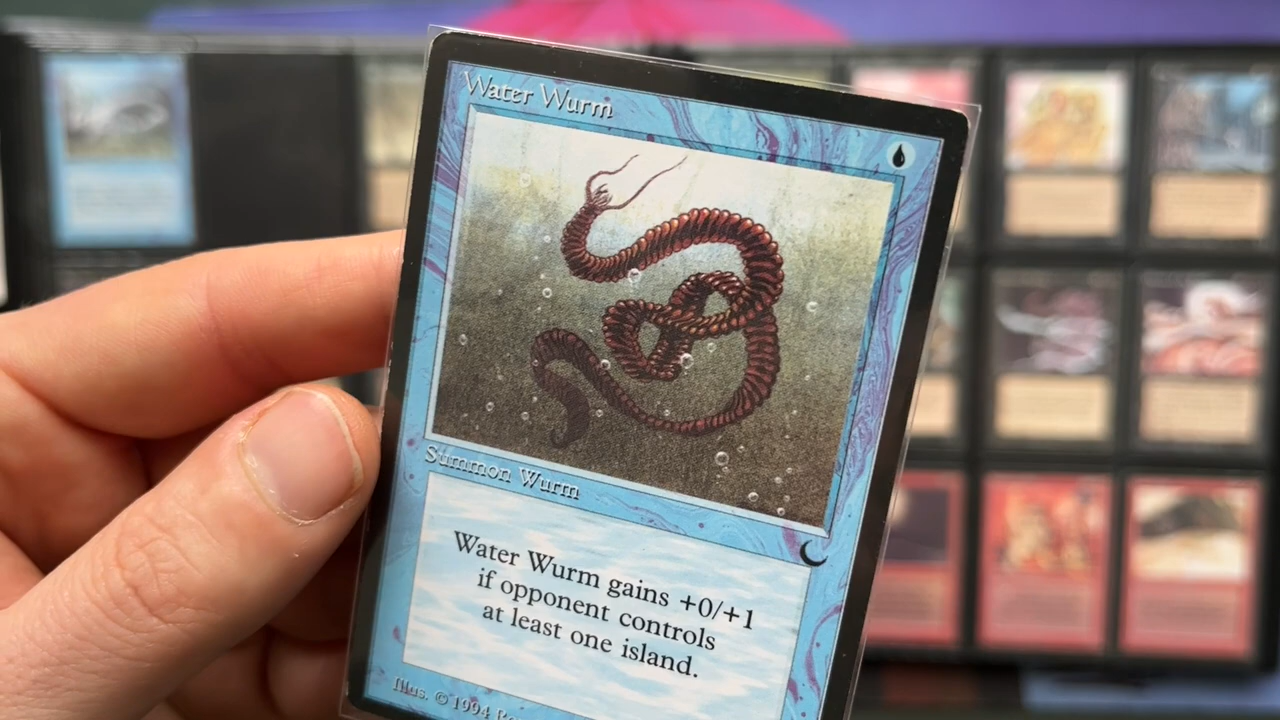 Water Wurm
Summon Wurm
Water Wurm gains +0/+1
if opponent controls
at least one island.
Illus. © 1994